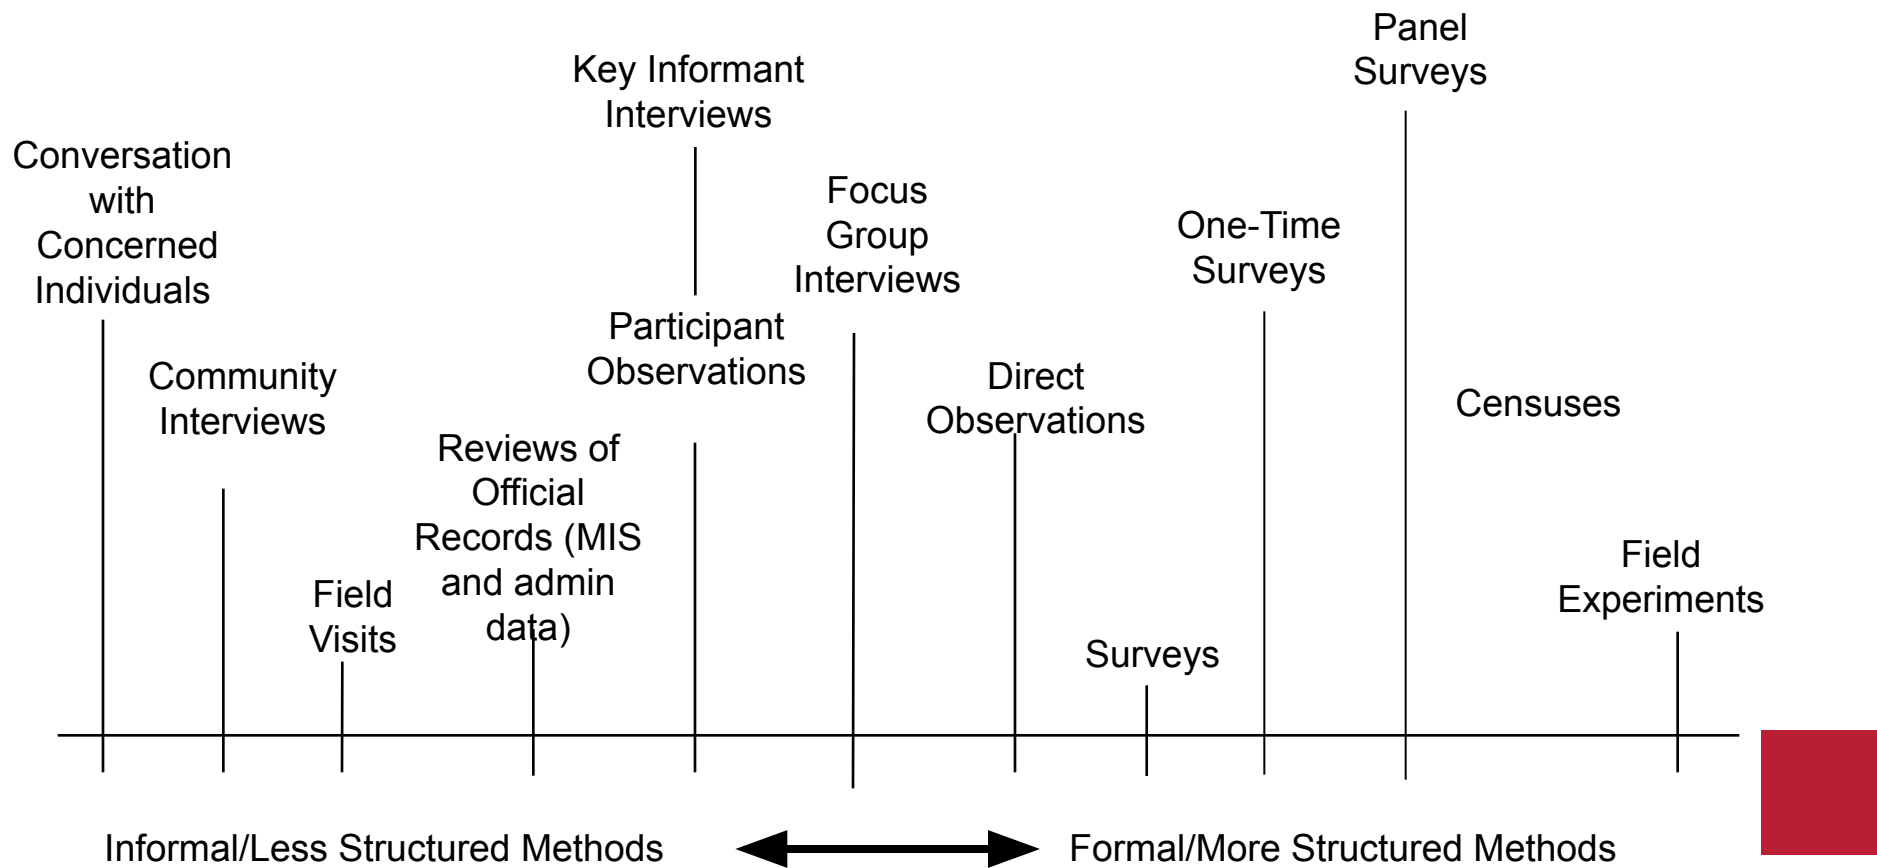 Conversation
with
Concerned
Individuals
Community
Interviews
Field
Visits
Reviews of
Official
Records (MIS
and admin
data)
Key Informant
Interviews
Participant
Observations
Focus
Group
Interviews
Direct
Observations
Surveys
One-Time
Surveys
Panel
Surveys
Censuses
Field
Experiments
Informal/Less Structured Methods
Formal/More Structured Methods